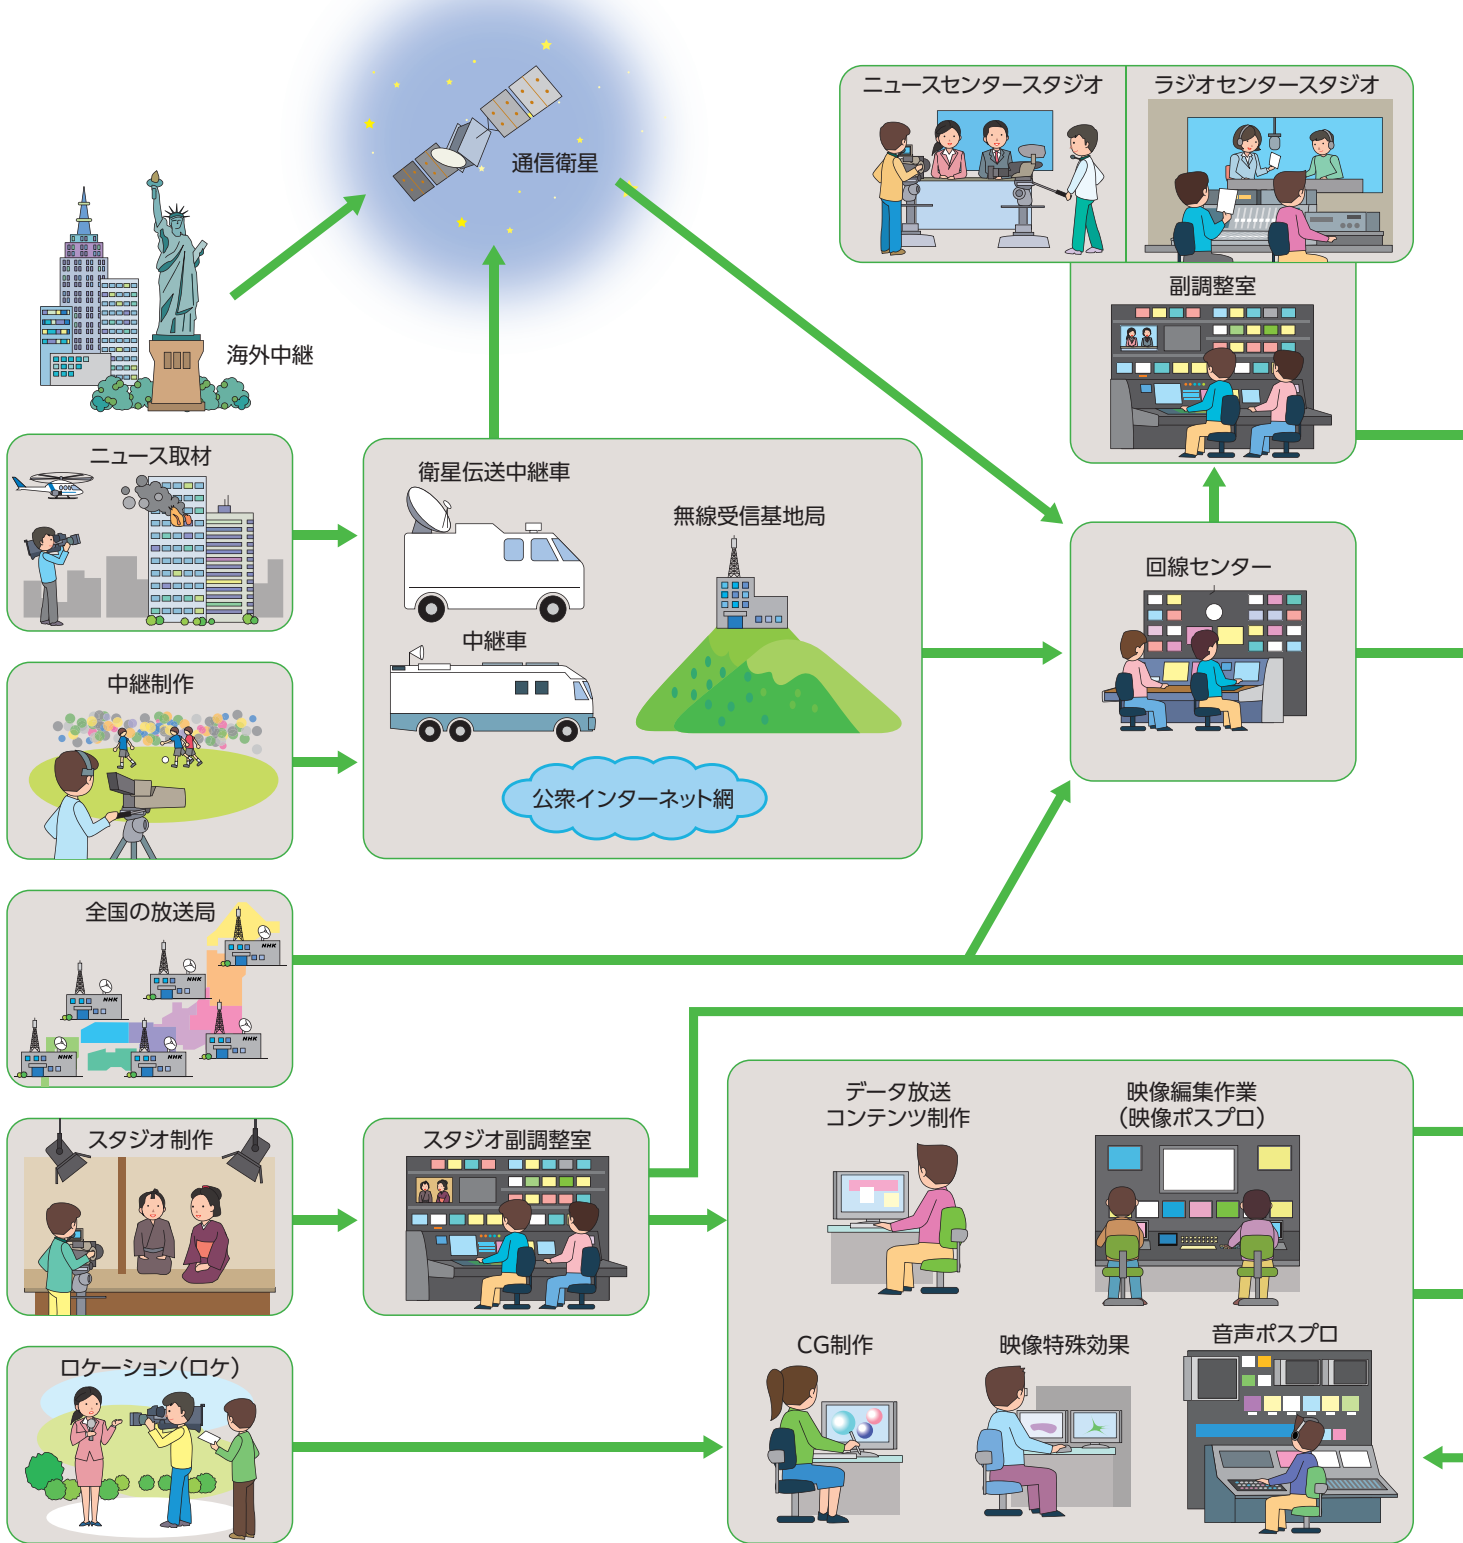 通信衛星
ニュースセンタースタジオ
ラジオセンタースタジオ
副調整室
海外中継
ニュース取材
衛星伝送中継車
無線受信基地局
中継車
公衆インターネット網
回線センター
中継制作
全国の放送局
NHK
NHK
NHK
NHK
NHK
NHK
スタジオ制作
スタジオ副調整室
データ放送
コンテンツ制作
映像編集作業
（映像ポスプロ）
CG制作
映像特殊効果
音声ポスプロ
ロケーション（ロケ）